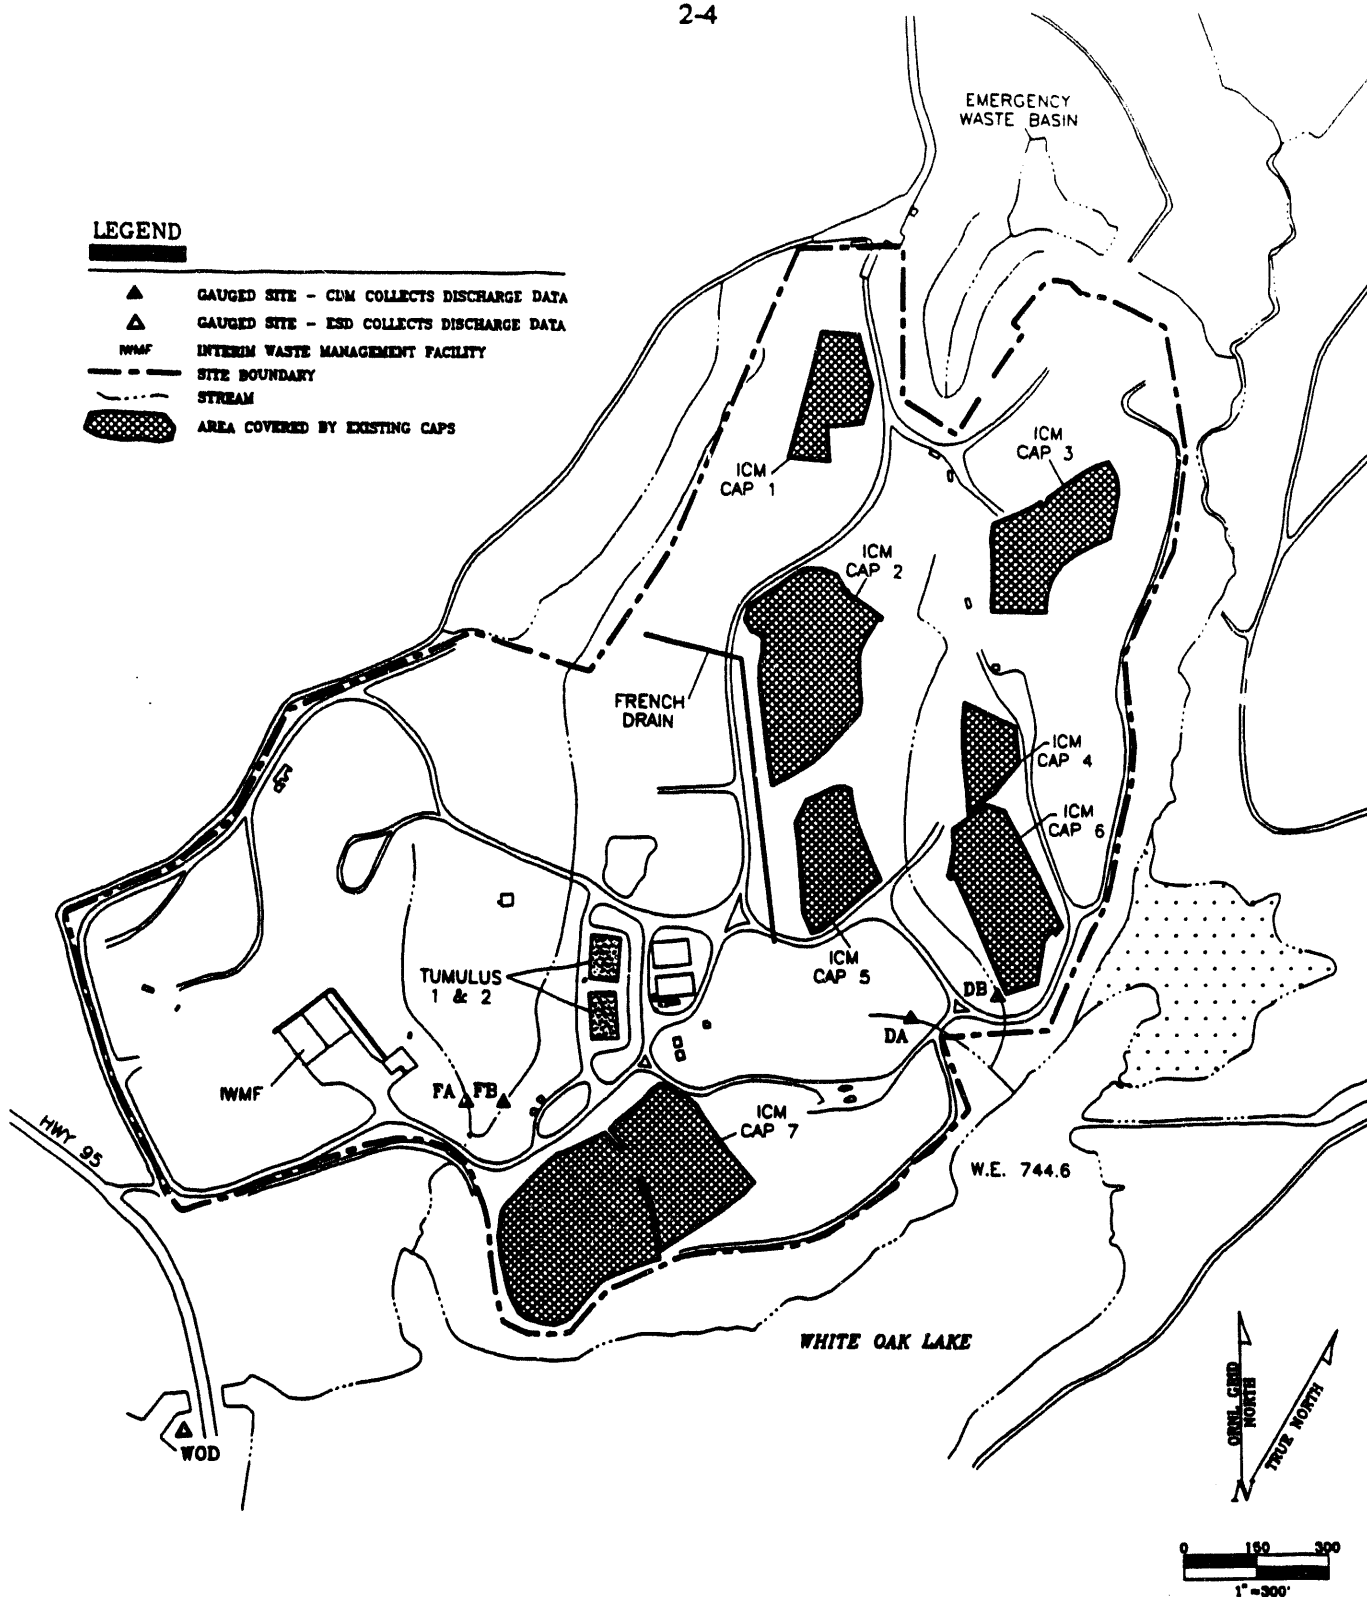 2-4
EMERGENCY
WASTE BASIN
LEGEND
GAUGED SITE - CDM COLLECTS DISCHARGE DATA
GAUGED SITE - ESD COLLECTS DISCHARGE DATA
IWMF INTERIM WASTE MANAGEMENT FACILITY
SITE BOUNDARY
STREAM
AREA COVERED BY EXISTING CAPS
ICM
CAP 1
ICM
CAP 3
ICM
CAP 2
FRENCH
DRAIN
ICM
CAP 4
ICM
CAP 6
ICM
CAP 5
TUMULUS
1 & 2
DB
DA
IWMF
FA FB
ICM
CAP 7
HWY 95
W.E. 744.6
WHITE OAK LAKE
WOD
ORNL GRID
NORTH
TRUE NORTH
N
0 150 300
1"=300'